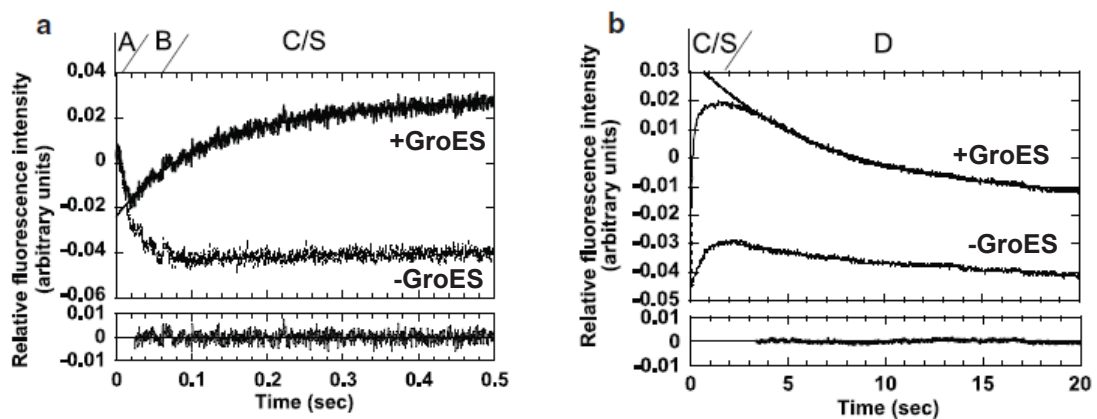 a
A B C/S
Relative fluorescence intensity
(arbitrary units)
0.04
0.02
0
-0.02
-0.04
-0.06
+GroES
-GroES
0.01
0
-0.01
0 0.1 0.2 0.3 0.4 0.5
Time (sec)
b
C/S D
Relative fluorescence intensity
(arbitrary units)
0.03
0.02
0.01
0
-0.01
-0.02
-0.03
-0.04
-0.05
+GroES
-GroES
0.01
0
-0.01
0 5 10 15 20
Time (sec)